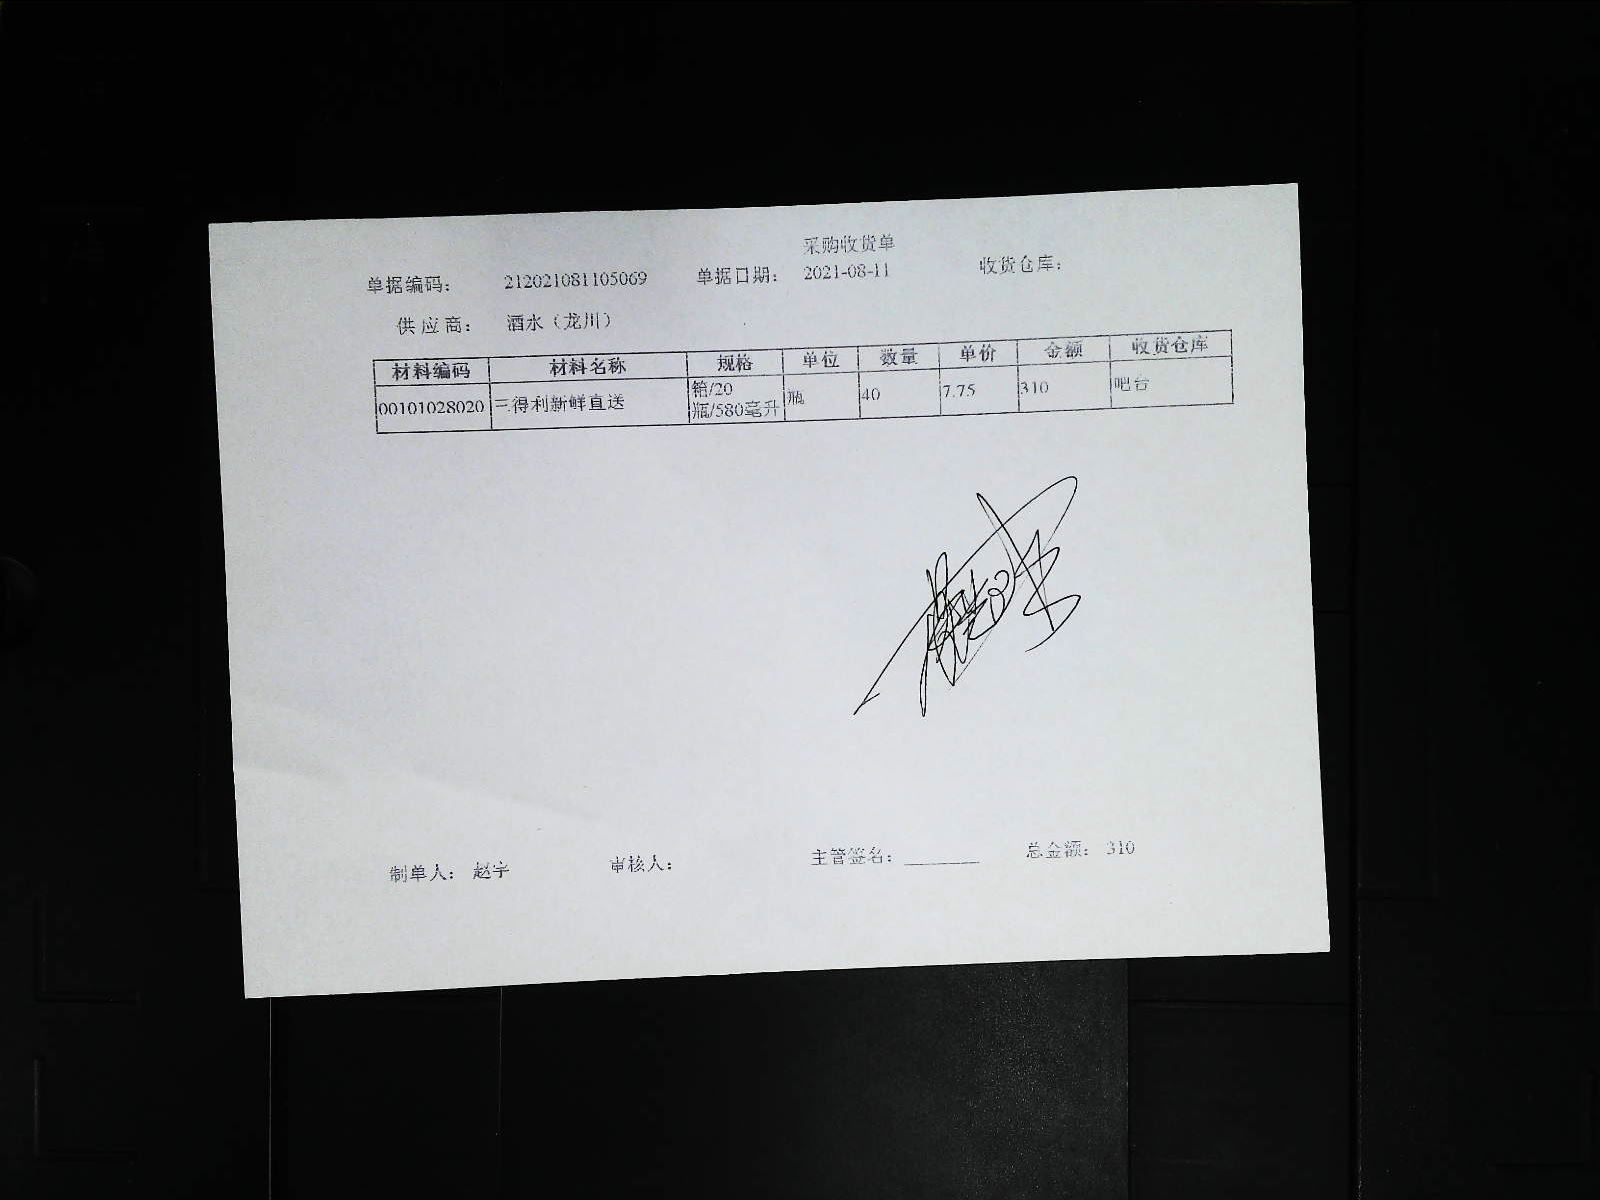 采购收货单
单据编码： 212021081105069 单据日期： 2021-08-11 收货仓库：
供应商： 酒水（龙川）
材料编码 材料名称 规格 单位 数量 单价 金额 收货仓库
00101028020 三得利新鲜直送 箱/20瓶/580毫升 瓶 40 7.75 310 吧台
制单人： 赵宇 审核人： 主管签名：________ 总金额： 310